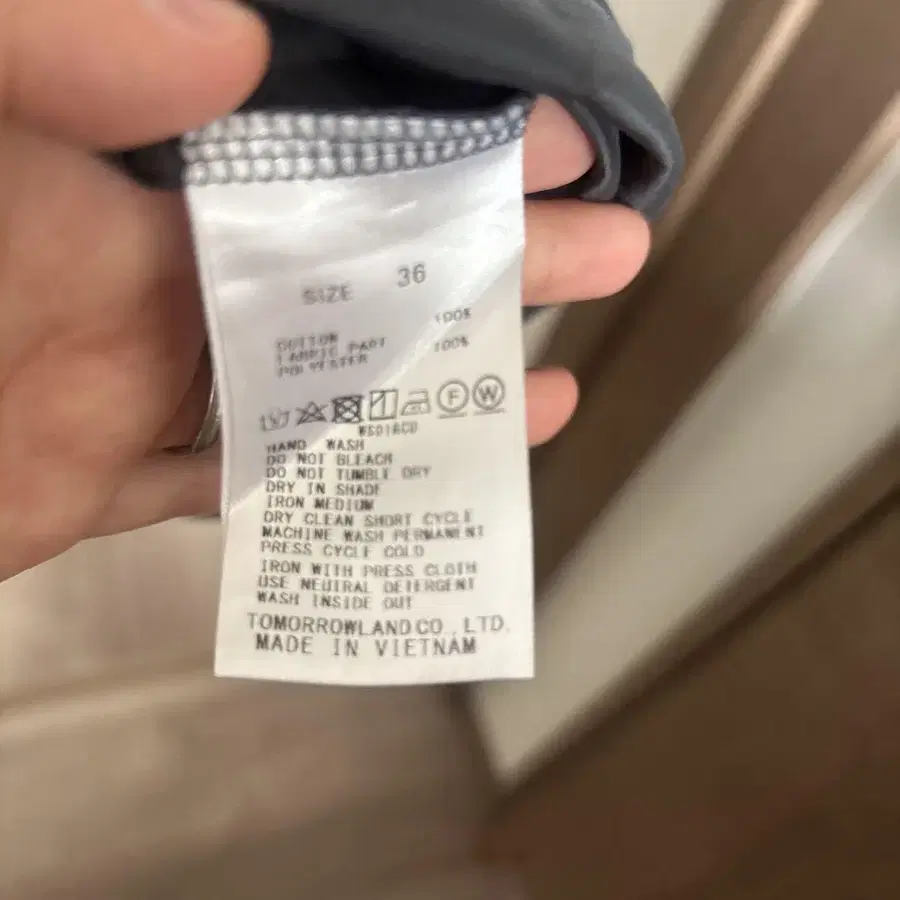 SIZE 36
COTTON 100%
FABRIC PART
POLYESTER 100%
F W
HAND WASH
DO NOT BLEACH
DO NOT TUMBLE DRY
DRY IN SHADE
IRON MEDIUM
DRY CLEAN SHORT CYCLE
MACHINE WASH PERMANENT
PRESS CYCLE COLD
IRON WITH PRESS CLOTH
USE NEUTRAL DETERGENT
WASH INSIDE OUT
TOMORROWLAND CO., LTD.
MADE IN VIETNAM